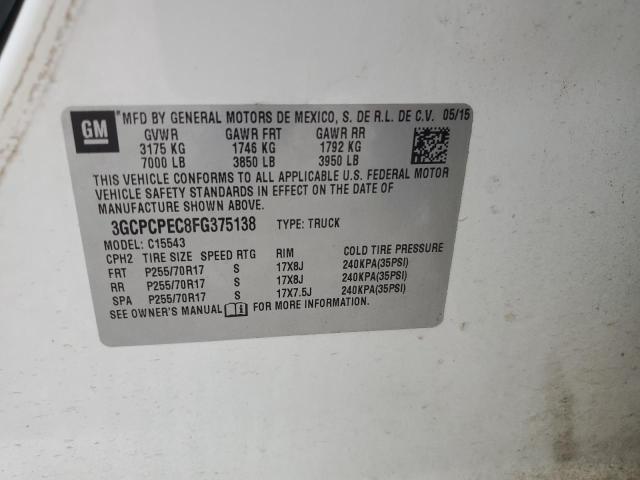 GM
*MFD BY GENERAL MOTORS DE MEXICO, S. DE R.L. DE C.V. 05/15
GVWR GAWR FRT GAWR RR
3175 KG 1746 KG 1792 KG
7000 LB 3850 LB 3950 LB
THIS VEHICLE CONFORMS TO ALL APPLICABLE U.S. FEDERAL MOTOR
VEHICLE SAFETY STANDARDS IN EFFECT ON THE DATE OF
MANUFACTURE SHOWN ABOVE.
3GCPCPEC8FG375138 TYPE: TRUCK
MODEL: C15543
CPH2 TIRE SIZE SPEED RTG RIM COLD TIRE PRESSURE
FRT P255/70R17 S 17X8J 240KPA(35PSI)
RR P255/70R17 S 17X8J 240KPA(35PSI)
SPA P255/70R17 S 17X7.5J 240KPA(35PSI)
SEE OWNER'S MANUAL FOR MORE INFORMATION.